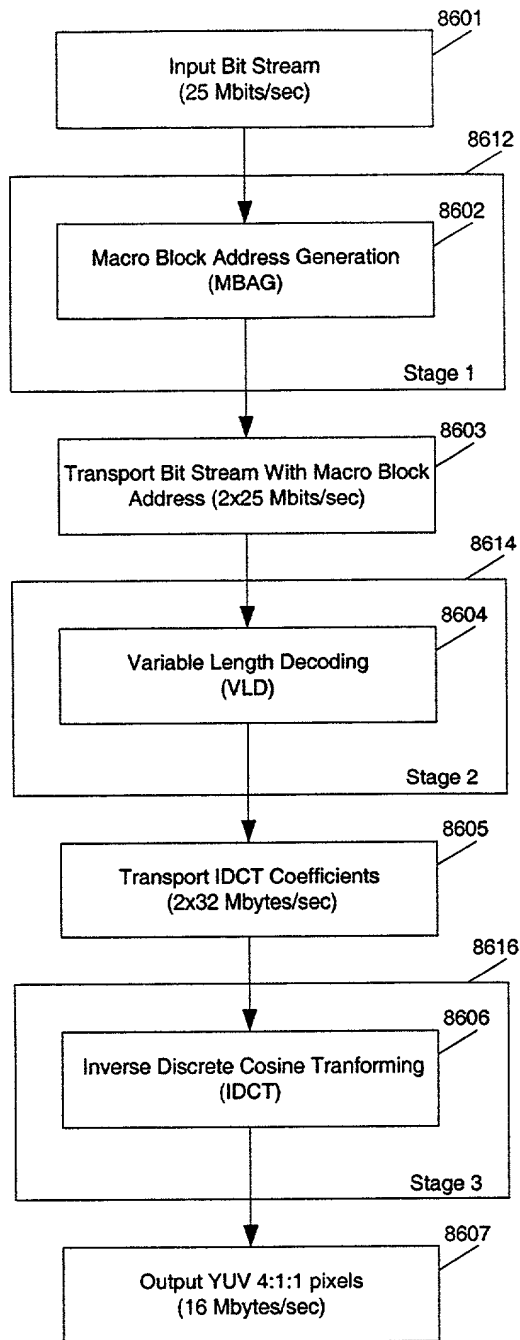 8601
Input Bit Stream
(25 Mbits/sec)
8612
8602
Macro Block Address Generation
(MBAG)
Stage 1
8603
Transport Bit Stream With Macro Block
Address (2x25 Mbits/sec)
8614
8604
Variable Length Decoding
(VLD)
Stage 2
8605
Transport IDCT Coefficients
(2x32 Mbytes/sec)
8616
8606
Inverse Discrete Cosine Tranforming
(IDCT)
Stage 3
8607
Output YUV 4:1:1 pixels
(16 Mbytes/sec)